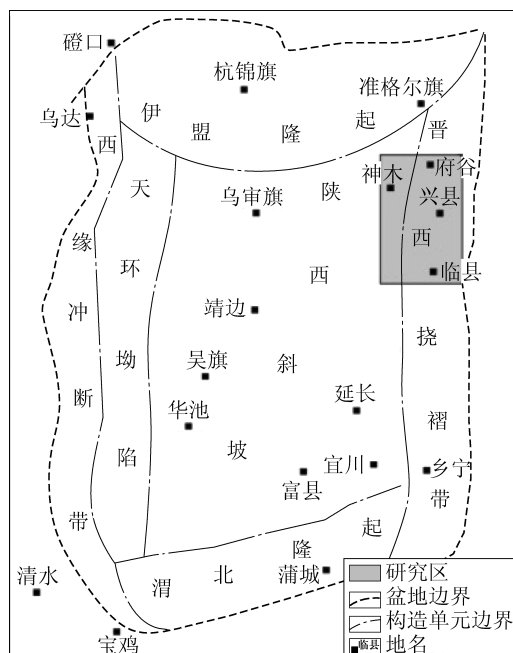 磴口
杭锦旗
准格尔旗
乌达
伊盟隆起
西缘冲断带
天环坳陷
陕西斜坡
晋西挠褶带
渭北隆起
神木
府谷
兴县
临县
乌审旗
靖边
吴旗
华池
延长
宜川
富县
乡宁
蒲城
清水
宝鸡
研究区
盆地边界
构造单元边界
临县 地名